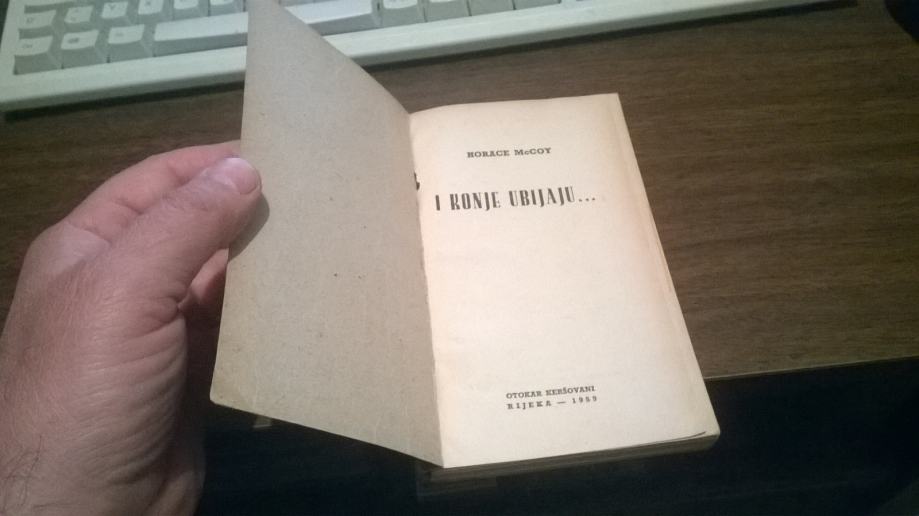 HORACE McCOY
I KONJE UBIJAJU...
OTOKAR KERŠOVANI
RIJEKA — 1959